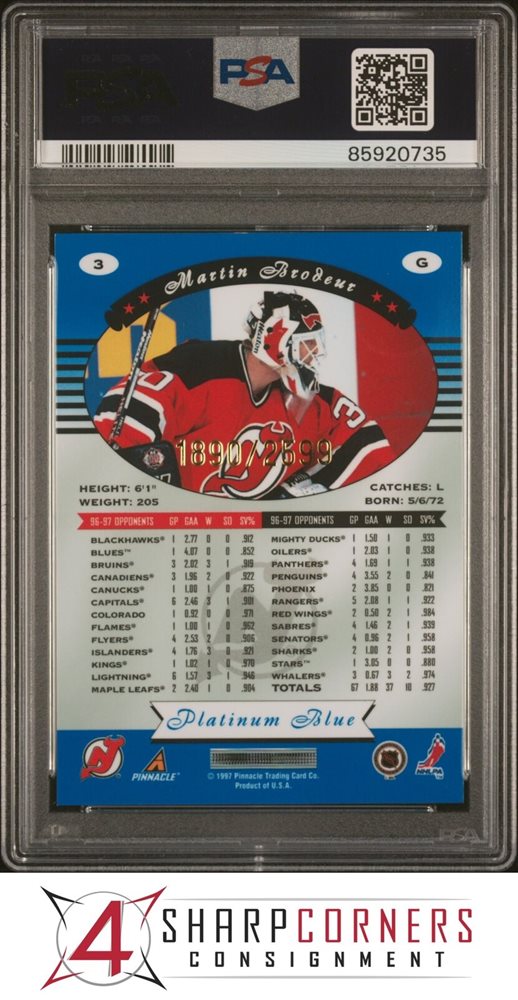 PSA
PSA
85920735
3
Martin Brodeur
G
1890/2599
HEIGHT: 6'1"
WEIGHT: 205
CATCHES: L
BORN: 5/6/72
96-97 OPPONENTS GP GAA W SO SV%
BLACKHAWKS® 1 2.77 0 0 .912
BLUES™ 1 4.07 0 0 .852
BRUINS® 3 2.02 3 .919
CANADIENS® 3 1.96 2 0 .922
CANUCKS® 1 1.00 1 0 .875
CAPITALS® 6 2.46 3 1 .901
COLORADO 1 0.92 0 0 .971
FLAMES® 1 1.00 0 .962
FLYERS® 4 2.53 2 0 .906
ISLANDERS® 4 1.76 3 0 .921
KINGS® 1 1.02 .970
LIGHTNING® 6 1.57 3 1 .946
MAPLE LEAFS® 2 2.40 1 0 .904
96-97 OPPONENTS GP GAA W SO SV%
MIGHTY DUCKS® 1 1.50 1 0 .933
OILERS® 1 2.03 1 0 .938
PANTHERS® 4 1.69 1 1 .938
PENGUINS® 4 3.55 2 0 .841
PHOENIX 2 3.85 0 0 .821
RANGERS® 5 2.08 1 1 .922
RED WINGS® 2 0.50 2 1 .984
SABRES® 4 1.46 2 .939
SENATORS® 4 0.96 2 1 .958
SHARKS® 2 1.00 2 0 .958
STARS™ 1 3.05 0 0 .880
WHALERS® 3 0.67 3 2 .974
TOTALS 67 1.88 37 10 .927
Platinum Blue
NJ
PINNACLE™
© 1997 Pinnacle Trading Card Co.
Product of U.S.A.
NHLPA
PSA
4 SHARPCORNERS
CONSIGNMENT